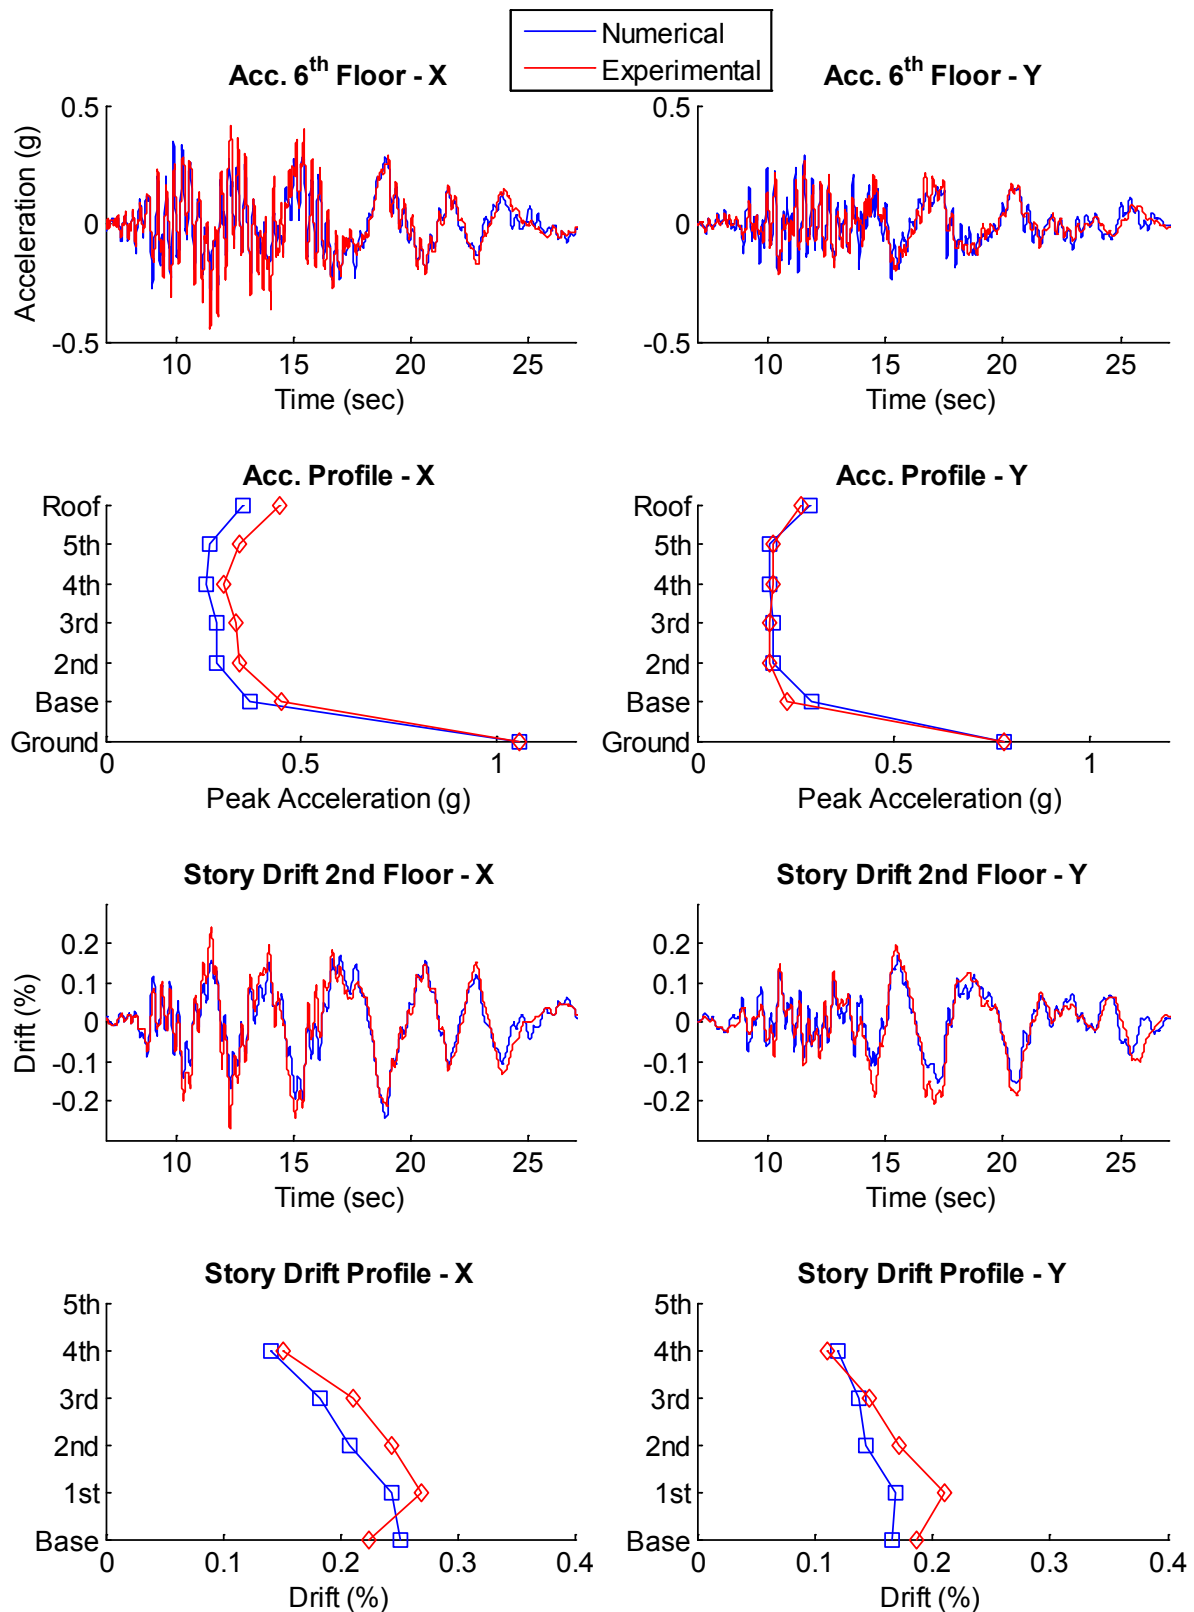 Numerical
Experimental
Acc. 6th Floor - X
Acc. 6th Floor - Y
0.5
0
-0.5
Acceleration (g)
10 15 20 25
Time (sec)
0.5
0
-0.5
10 15 20 25
Time (sec)
Acc. Profile - X
Roof
5th
4th
3rd
2nd
Base
Ground
0 0.5 1
Peak Acceleration (g)
Acc. Profile - Y
Roof
5th
4th
3rd
2nd
Base
Ground
0 0.5 1
Peak Acceleration (g)
Story Drift 2nd Floor - X
0.2
0.1
0
-0.1
-0.2
Drift (%)
10 15 20 25
Time (sec)
Story Drift 2nd Floor - Y
0.2
0.1
0
-0.1
-0.2
10 15 20 25
Time (sec)
Story Drift Profile - X
5th
4th
3rd
2nd
1st
Base
0 0.1 0.2 0.3 0.4
Drift (%)
Story Drift Profile - Y
5th
4th
3rd
2nd
1st
Base
0 0.1 0.2 0.3 0.4
Drift (%)